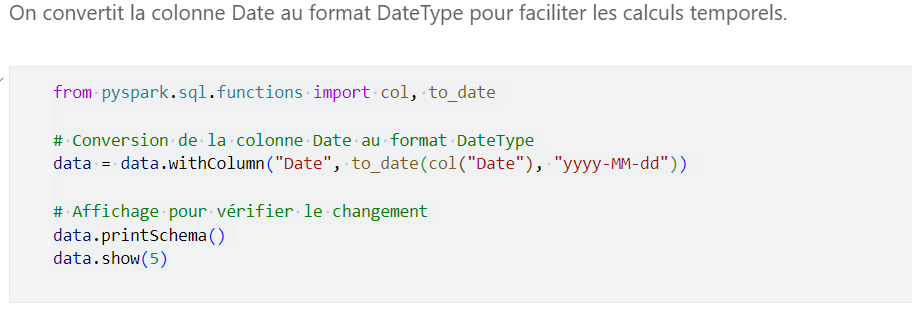 On convertit la colonne Date au format DateType pour faciliter les calculs temporels.
from pyspark.sql.functions import col, to_date
# Conversion de la colonne Date au format DateType
data = data.withColumn("Date", to_date(col("Date"), "yyyy-MM-dd"))
# Affichage pour vérifier le changement
data.printSchema()
data.show(5)